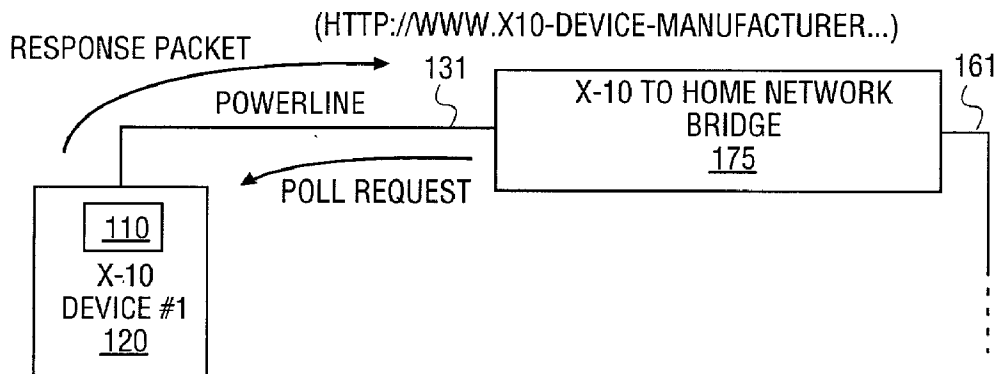 (HTTP://WWW.X10-DEVICE-MANUFACTURER...)
RESPONSE PACKET
131
161
POWERLINE
X-10 TO HOME NETWORK
BRIDGE
175
POLL REQUEST
110
X-10
DEVICE #1
120